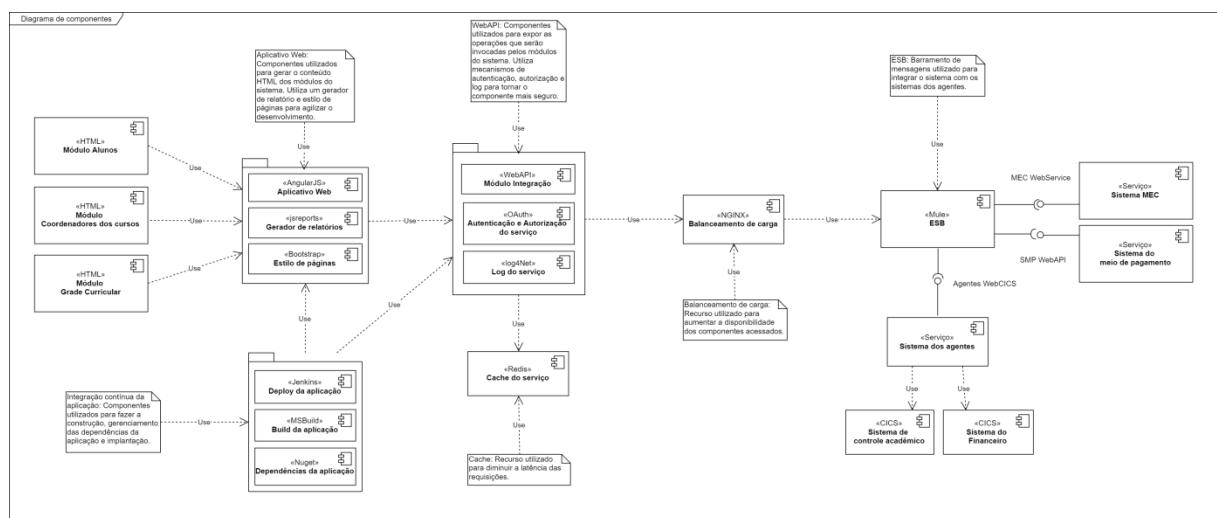 Diagrama de componentes
Aplicativo Web:
Componentes utilizados
para gerar o conteúdo
HTML dos módulos do
sistema. Utiliza um gerador
de relatório e estilo de
páginas para agilizar o
desenvolvimento.
WebAPI: Componentes
utilizados para expor as
operações que serão
invocadas pelos módulos
do sistema. Utiliza
mecanismos de
autenticação, autorização e
log para tornar o
componente mais seguro.
ESB: Barramento de
mensagens utilizado para
integrar o sistema com os
sistemas dos agentes.
Use
Use
Use
«HTML»
Módulo Alunos
Use
«HTML»
Módulo
Coordenadores dos cursos
Use
«HTML»
Módulo
Grade Curricular
Use
«AngularJS»
Aplicativo Web
«jsreports»
Gerador de relatórios
«Bootstrap»
Estilo de páginas
Use
«WebAPI»
Módulo Integração
«OAuth»
Autenticação e Autorização
do serviço
«log4Net»
Log do serviço
Use
«NGINX»
Balanceamento de carga
Use
«Mule»
ESB
MEC WebService
«Serviço»
Sistema MEC
SMP WebAPI
«Serviço»
Sistema do
meio de pagamento
Agentes WebCICS
«Serviço»
Sistema dos agentes
Use
Use
«CICS»
Sistema de
controle académico
«CICS»
Sistema do
Financeiro
Use
Balanceamento de carga:
Recurso utilizado para
aumentar a disponibilidade
dos componentes acessados.
Use
Use
Use
«Redis»
Cache do serviço
Use
Cache: Recurso utilizado
para diminuir a latência das
requisições.
Integração contínua da
aplicação: Componentes
utilizados para fazer a
construção, gerenciamento
das dependências da
aplicação e implantação.
Use
«Jenkins»
Deploy da aplicação
«MSBuild»
Build da aplicação
«Nuget»
Dependências da aplicação